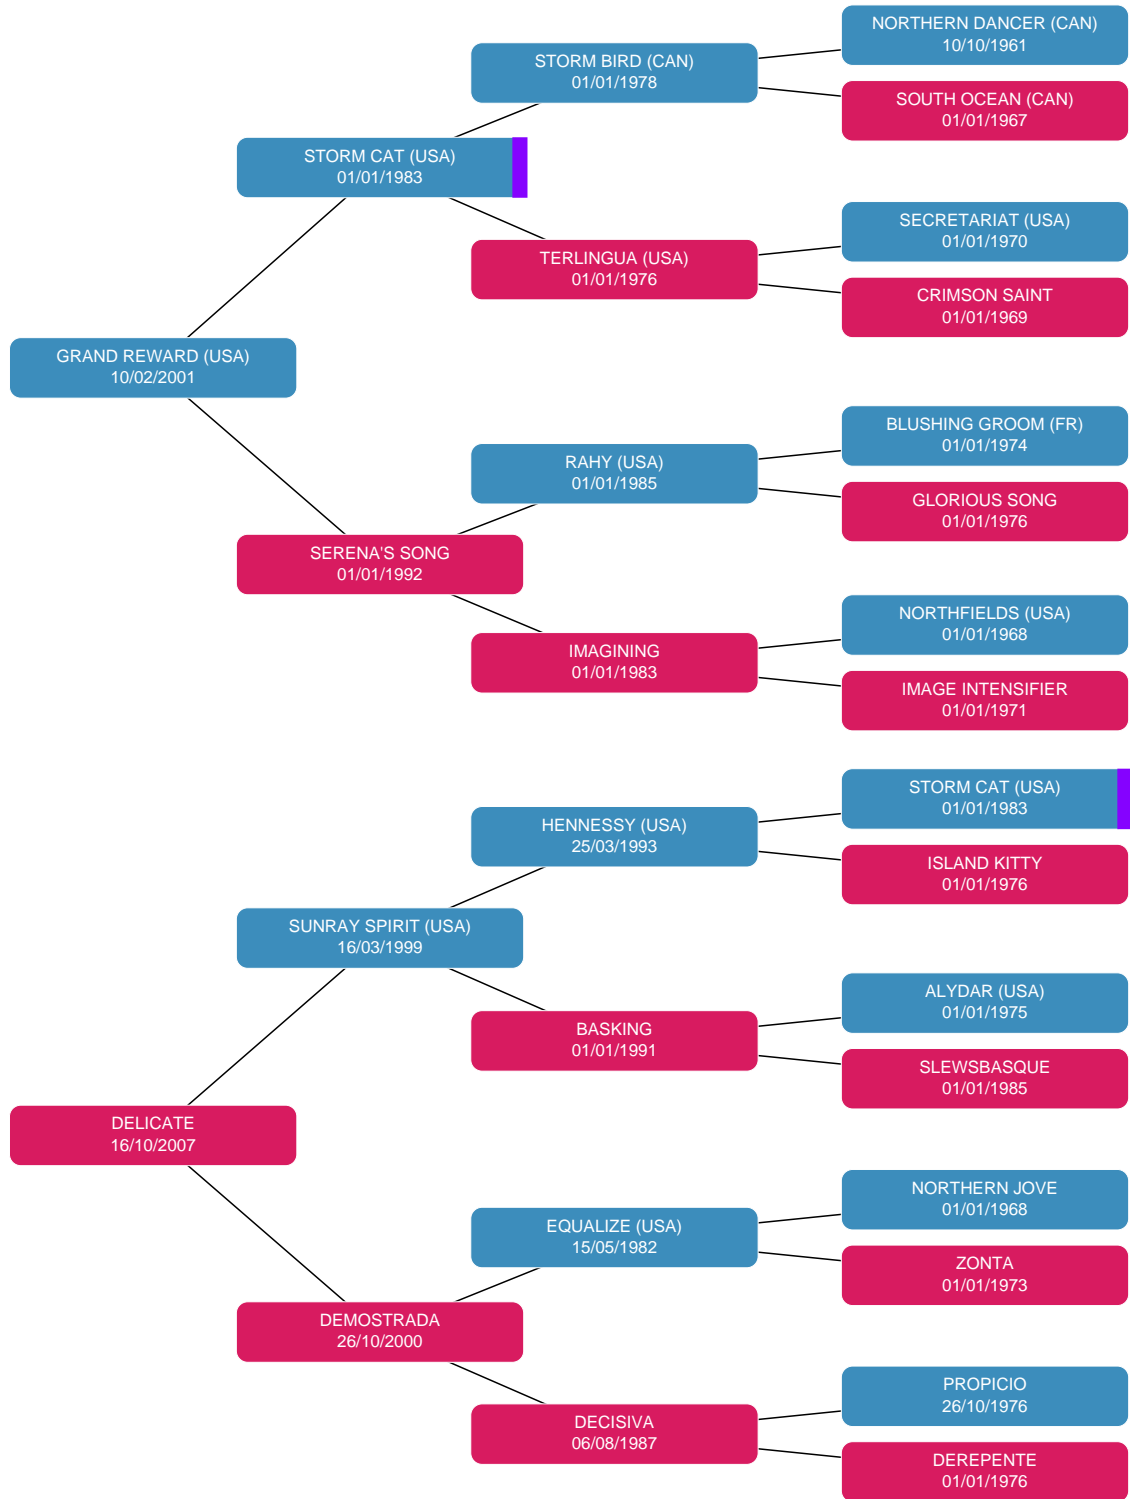 NORTHERN DANCER (CAN)
10/10/1961
STORM BIRD (CAN)
01/01/1978
SOUTH OCEAN (CAN)
01/01/1967
STORM CAT (USA)
01/01/1983
SECRETARIAT (USA)
01/01/1970
TERLINGUA (USA)
01/01/1976
CRIMSON SAINT
01/01/1969
GRAND REWARD (USA)
10/02/2001
BLUSHING GROOM (FR)
01/01/1974
RAHY (USA)
01/01/1985
GLORIOUS SONG
01/01/1976
SERENA'S SONG
01/01/1992
NORTHFIELDS (USA)
01/01/1968
IMAGINING
01/01/1983
IMAGE INTENSIFIER
01/01/1971
STORM CAT (USA)
01/01/1983
HENNESSY (USA)
25/03/1993
ISLAND KITTY
01/01/1976
SUNRAY SPIRIT (USA)
16/03/1999
ALYDAR (USA)
01/01/1975
BASKING
01/01/1991
SLEWSBASQUE
01/01/1985
DELICATE
16/10/2007
NORTHERN JOVE
01/01/1968
EQUALIZE (USA)
15/05/1982
ZONTA
01/01/1973
DEMOSTRADA
26/10/2000
PROPICIO
26/10/1976
DECISIVA
06/08/1987
DEREPENTE
01/01/1976